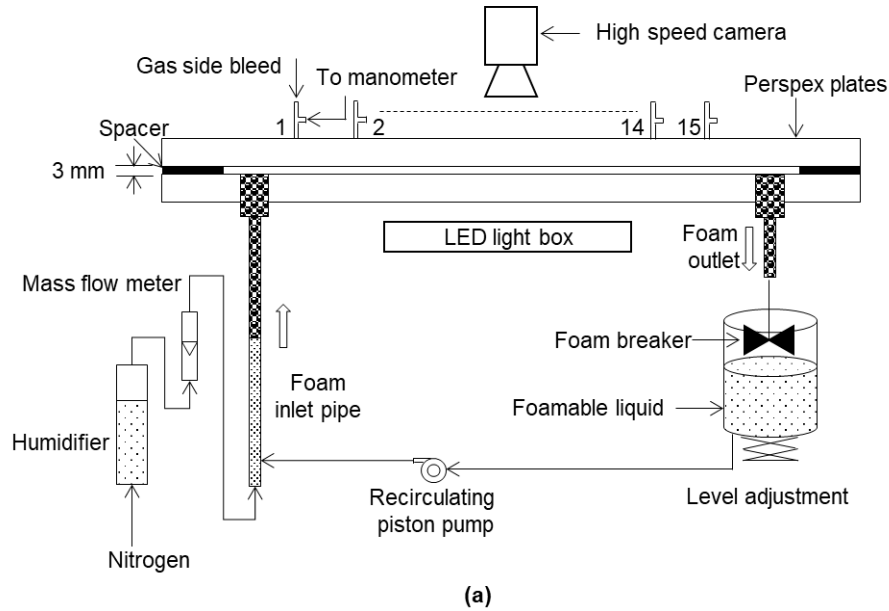 High speed camera
Gas side bleed
To manometer
Perspex plates
1
2
14
15
Spacer
3 mm
LED light box
Foam
outlet
Mass flow meter
Foam breaker
Foam
inlet pipe
Foamable liquid
Humidifier
Recirculating
piston pump
Level adjustment
Nitrogen
(a)